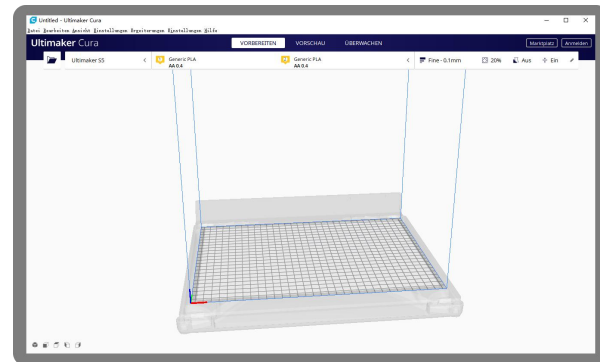 Untitled - Ultimaker Cura
Datei Bearbeiten Ansicht Einstellungen Erweiterungen Einstellungen Hilfe
Ultimaker Cura VORBEREITEN VORSCHAU ÜBERWACHEN Marktplatz Anmelden
Ultimaker S5 Generic PLA Generic PLA Fine - 0.1mm 20% Aus Ein
AA 0.4 AA 0.4